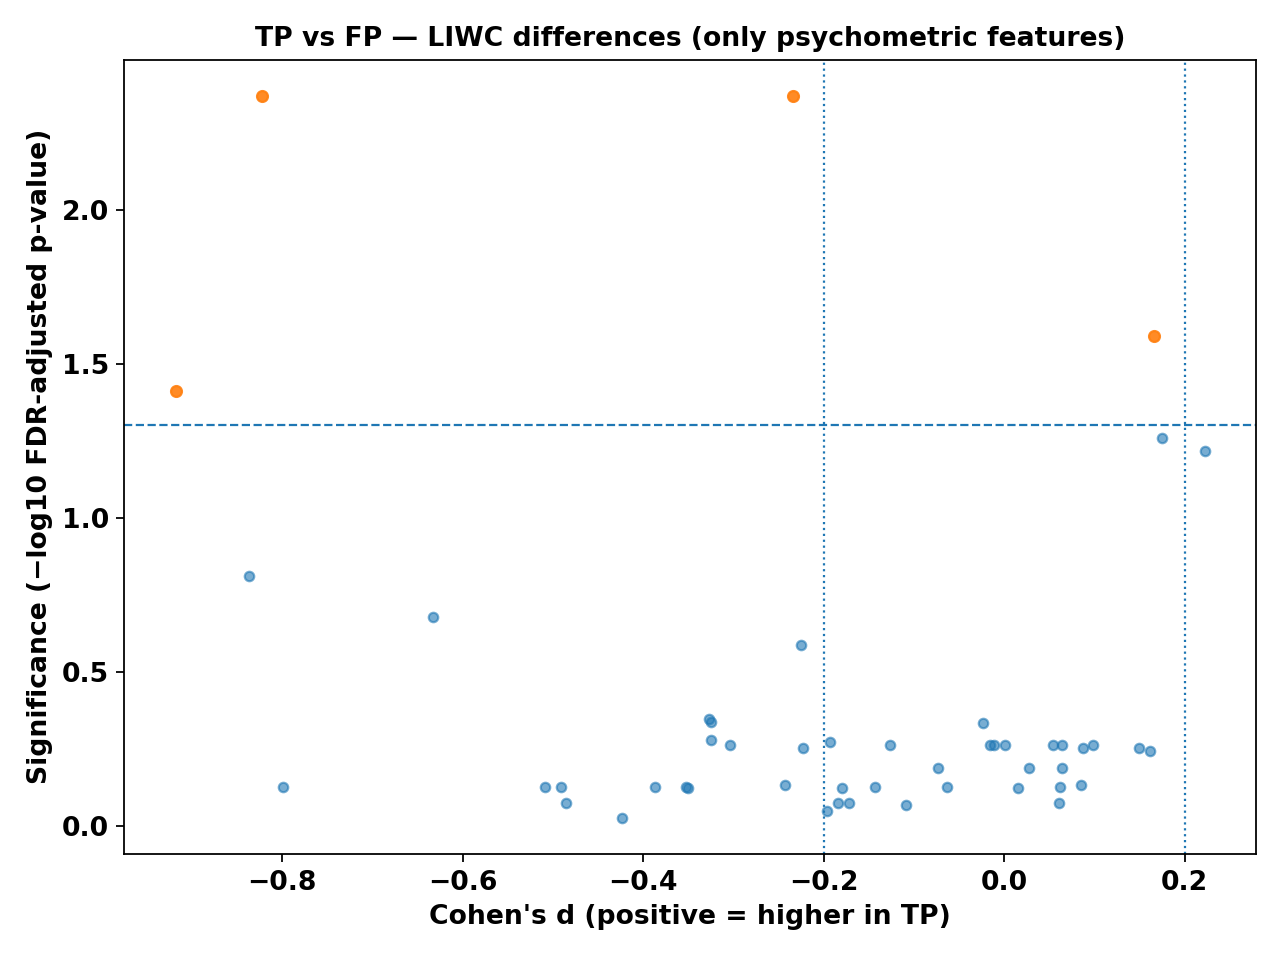 TP vs FP — LIWC differences (only psychometric features)
Significance (−log10 FDR-adjusted p-value)
2.0
1.5
1.0
0.5
0.0
−0.8 −0.6 −0.4 −0.2 0.0 0.2
Cohen's d (positive = higher in TP)